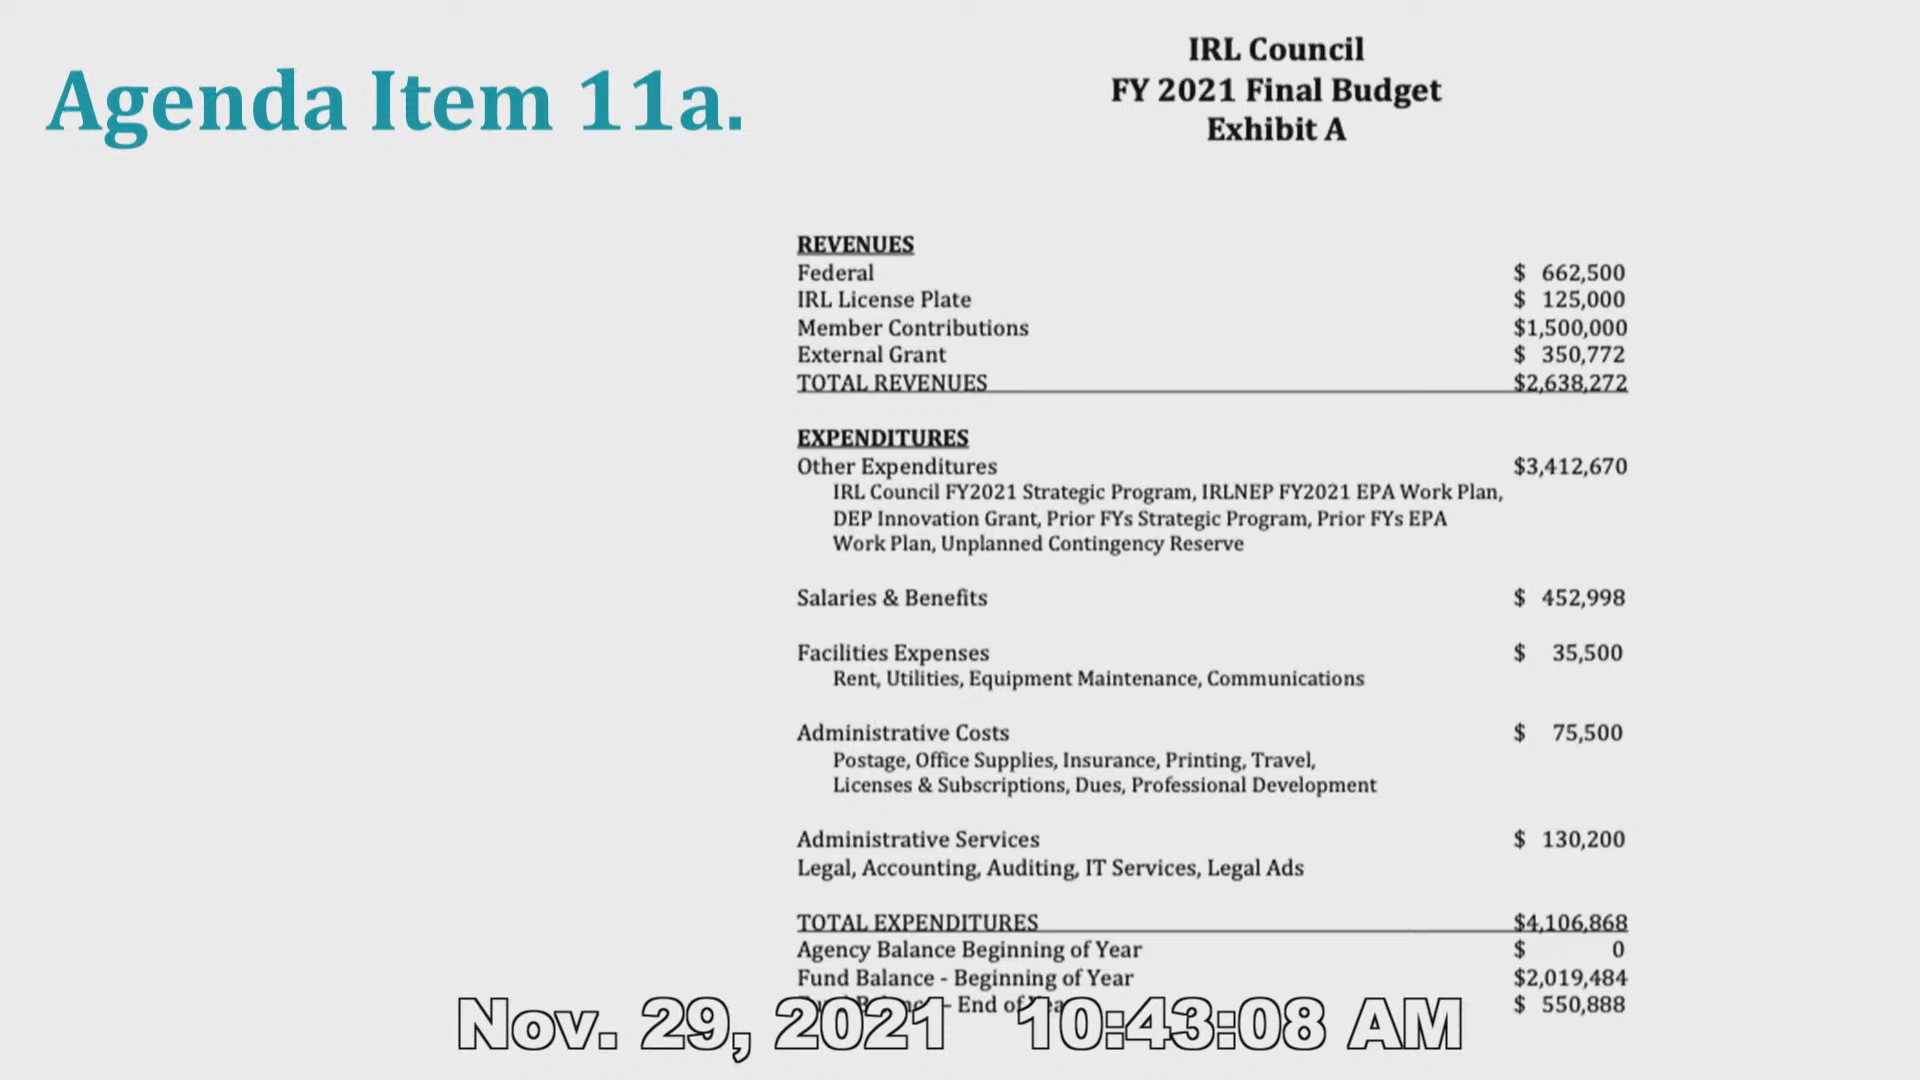 Agenda Item 11a.
IRL Council
FY 2021 Final Budget
Exhibit A
REVENUES
Federal $ 662,500
IRL License Plate $ 125,000
Member Contributions $1,500,000
External Grant $ 350,772
TOTAL REVENUES $2,638,272
EXPENDITURES
Other Expenditures $3,412,670
IRL Council FY2021 Strategic Program, IRLNEP FY2021 EPA Work Plan,
DEP Innovation Grant, Prior FYs Strategic Program, Prior FYs EPA
Work Plan, Unplanned Contingency Reserve
Salaries & Benefits $ 452,998
Facilities Expenses $ 35,500
Rent, Utilities, Equipment Maintenance, Communications
Administrative Costs $ 75,500
Postage, Office Supplies, Insurance, Printing, Travel,
Licenses & Subscriptions, Dues, Professional Development
Administrative Services $ 130,200
Legal, Accounting, Auditing, IT Services, Legal Ads
TOTAL EXPENDITURES $4,106,868
Agency Balance Beginning of Year $ 0
Fund Balance - Beginning of Year $2,019,484
- End of $ 550,888
Nov. 29, 2021 10:43:08 AM